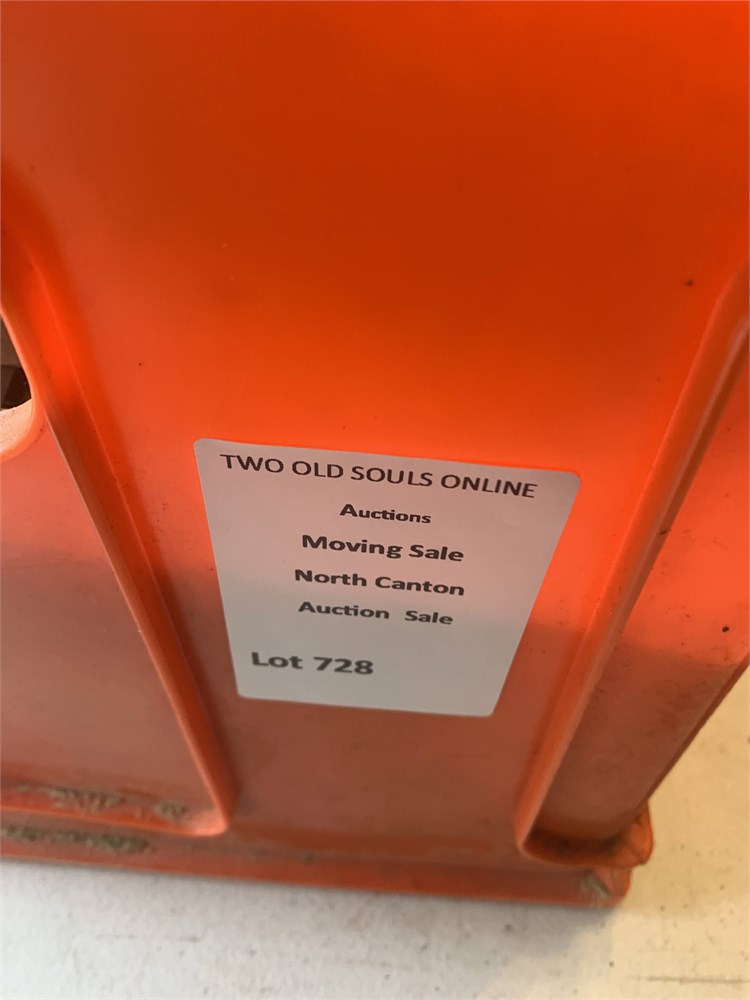 TWO OLD SOULS ONLINE
Auctions
Moving Sale
North Canton
Auction Sale
Lot 728